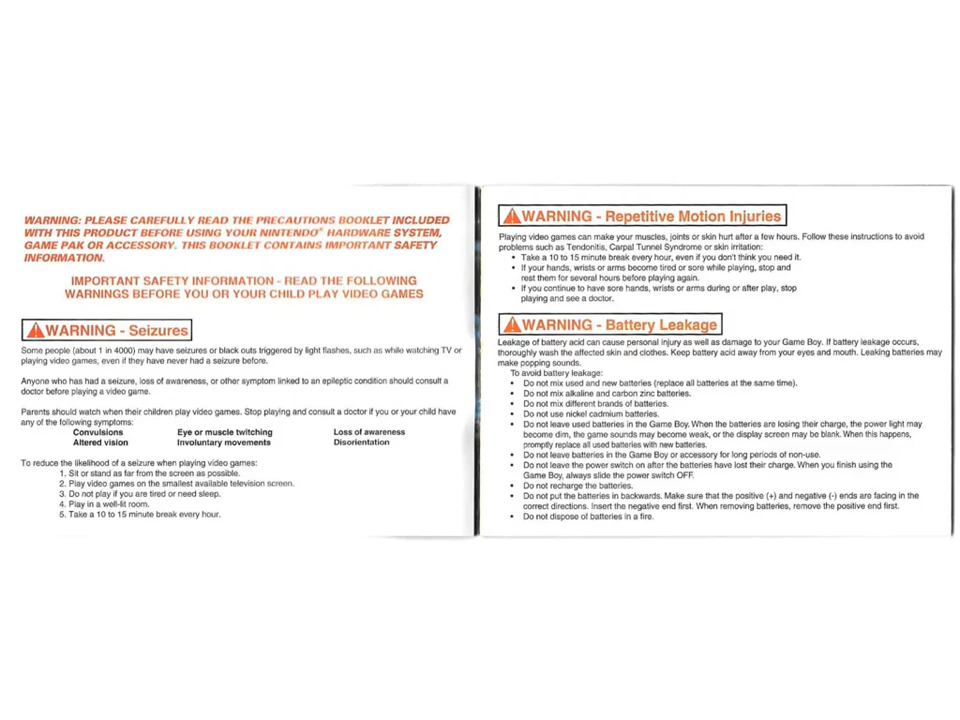 WARNING: PLEASE CAREFULLY READ THE PRECAUTIONS BOOKLET INCLUDED
WITH THIS PRODUCT BEFORE USING YOUR NINTENDO® HARDWARE SYSTEM,
GAME PAK OR ACCESSORY. THIS BOOKLET CONTAINS IMPORTANT SAFETY
INFORMATION.
IMPORTANT SAFETY INFORMATION - READ THE FOLLOWING
WARNINGS BEFORE YOU OR YOUR CHILD PLAY VIDEO GAMES
WARNING - Seizures
Some people (about 1 in 4000) may have seizures or black outs triggered by light flashes, such as while watching TV or
playing video games, even if they have never had a seizure before.
Anyone who has had a seizure, loss of awareness, or other symptom linked to an epileptic condition should consult a
doctor before playing a video game.
Parents should watch when their children play video games. Stop playing and consult a doctor if you or your child have
any of the following symptoms:
Convulsions Eye or muscle twitching Loss of awareness
Altered vision Involuntary movements Disorientation
To reduce the likelihood of a seizure when playing video games:
1. Sit or stand as far from the screen as possible.
2. Play video games on the smallest available television screen.
3. Do not play if you are tired or need sleep.
4. Play in a well-lit room.
5. Take a 10 to 15 minute break every hour.
WARNING - Repetitive Motion Injuries
Playing video games can make your muscles, joints or skin hurt after a few hours. Follow these instructions to avoid
problems such as Tendonitis, Carpal Tunnel Syndrome or skin irritation:
• Take a 10 to 15 minute break every hour, even if you don't think you need it.
• If your hands, wrists or arms become tired or sore while playing, stop and
rest them for several hours before playing again.
• If you continue to have sore hands, wrists or arms during or after play, stop
playing and see a doctor.
WARNING - Battery Leakage
Leakage of battery acid can cause personal injury as well as damage to your Game Boy. If battery leakage occurs,
thoroughly wash the affected skin and clothes. Keep battery acid away from your eyes and mouth. Leaking batteries may
make popping sounds.
To avoid battery leakage:
• Do not mix used and new batteries (replace all batteries at the same time).
• Do not mix alkaline and carbon zinc batteries.
• Do not mix different brands of batteries.
• Do not use nickel cadmium batteries.
• Do not leave used batteries in the Game Boy. When the batteries are losing their charge, the power light may
become dim, the game sounds may become weak, or the display screen may be blank. When this happens,
promptly replace all used batteries with new batteries.
• Do not leave batteries in the Game Boy or accessory for long periods of non-use.
• Do not leave the power switch on after the batteries have lost their charge. When you finish using the
Game Boy, always slide the power switch OFF.
• Do not recharge the batteries.
• Do not put the batteries in backwards. Make sure that the positive (+) and negative (-) ends are facing in the
correct directions. Insert the negative end first. When removing batteries, remove the positive end first.
• Do not dispose of batteries in a fire.